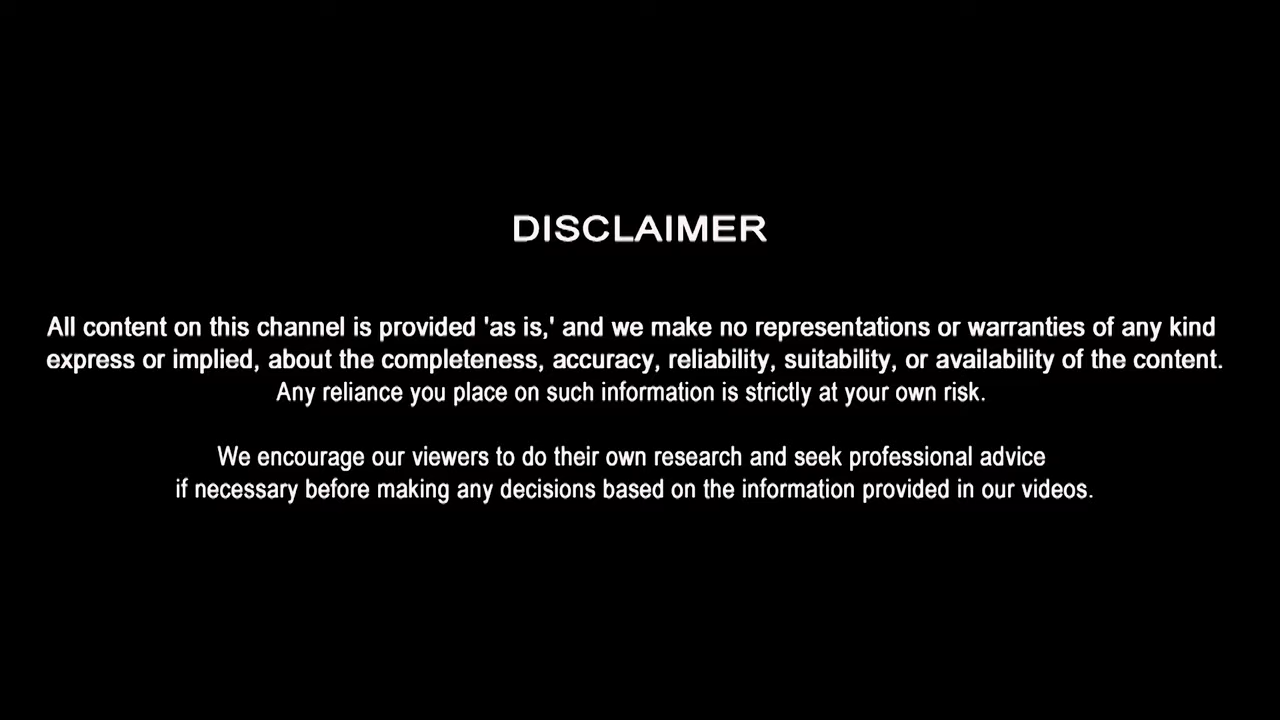 DISCLAIMER
All content on this channel is provided 'as is,' and we make no representations or warranties of any kind
express or implied, about the completeness, accuracy, reliability, suitability, or availability of the content.
Any reliance you place on such information is strictly at your own risk.
We encourage our viewers to do their own research and seek professional advice
if necessary before making any decisions based on the information provided in our videos.